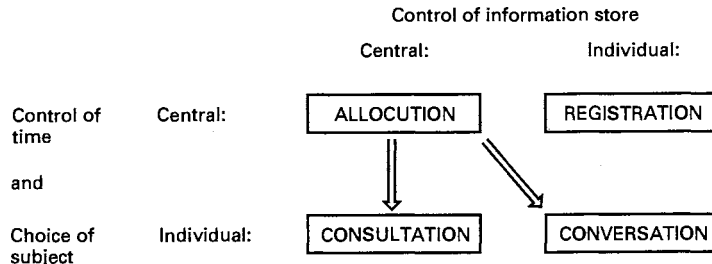 Control of information store
Central: Individual:
Control of time Central: ALLOCUTION REGISTRATION
and
Choice of subject Individual: CONSULTATION CONVERSATION